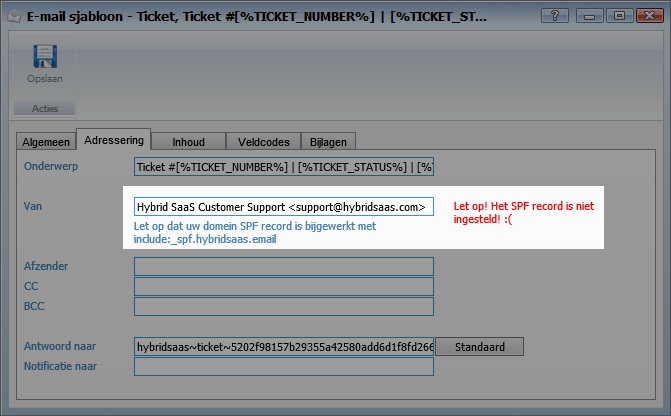 E-mail sjabloon - Ticket, Ticket #[%TICKET_NUMBER%] | [%TICKET_ST...
?
Opslaan
Acties
Algemeen Adressering Inhoud Veldcodes Bijlagen
Onderwerp Ticket #[%TICKET_NUMBER%] | [%TICKET_STATUS%] | [%
Van Hybrid SaaS Customer Support <support@hybridsaas.com> Let op! Het SPF record is niet
ingesteld! :(
Let op dat uw domein SPF record is bijgewerkt met
include:_spf.hybridsaas.email
Afzender
CC
BCC
Antwoord naar hybridsaas~ticket~5202f98157b29355a42580add6d1f8fd266 Standaard
Notificatie naar